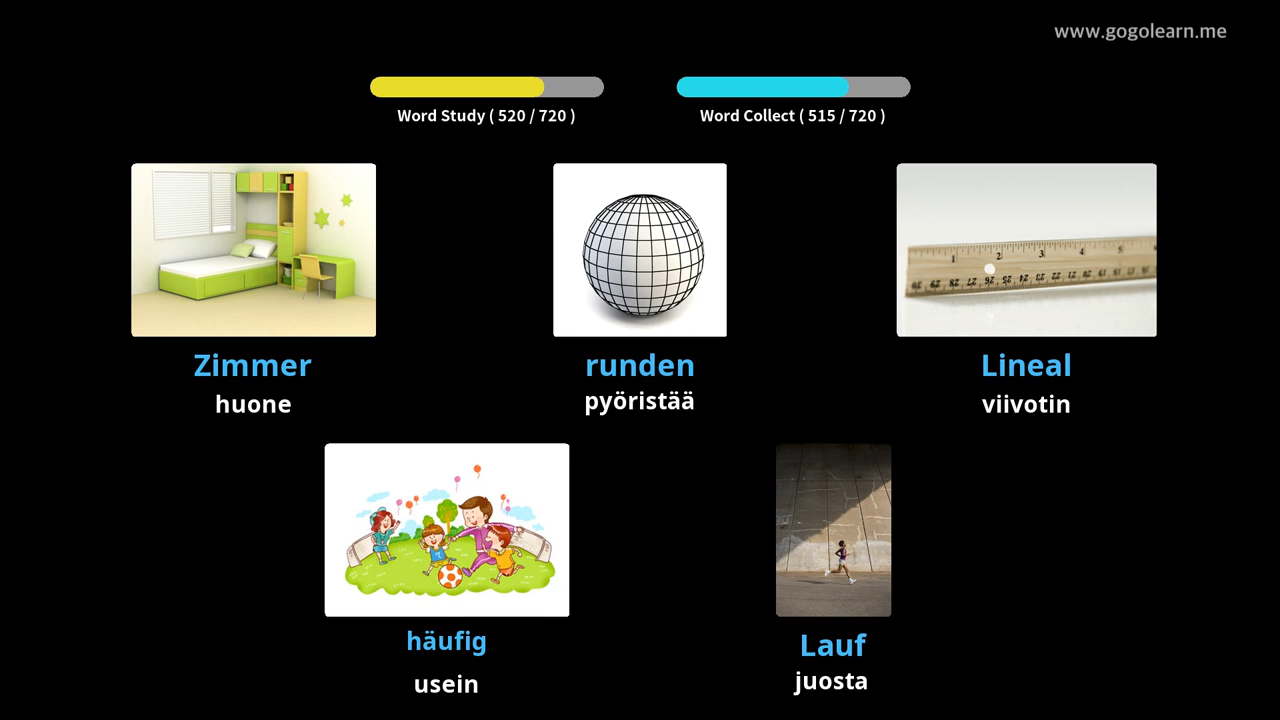 www.gogolearn.me
Word Study ( 520 / 720 )
Word Collect ( 515 / 720 )
Zimmer
huone
runden
pyöristää
Lineal
viivotin
häufig
usein
Lauf
juosta